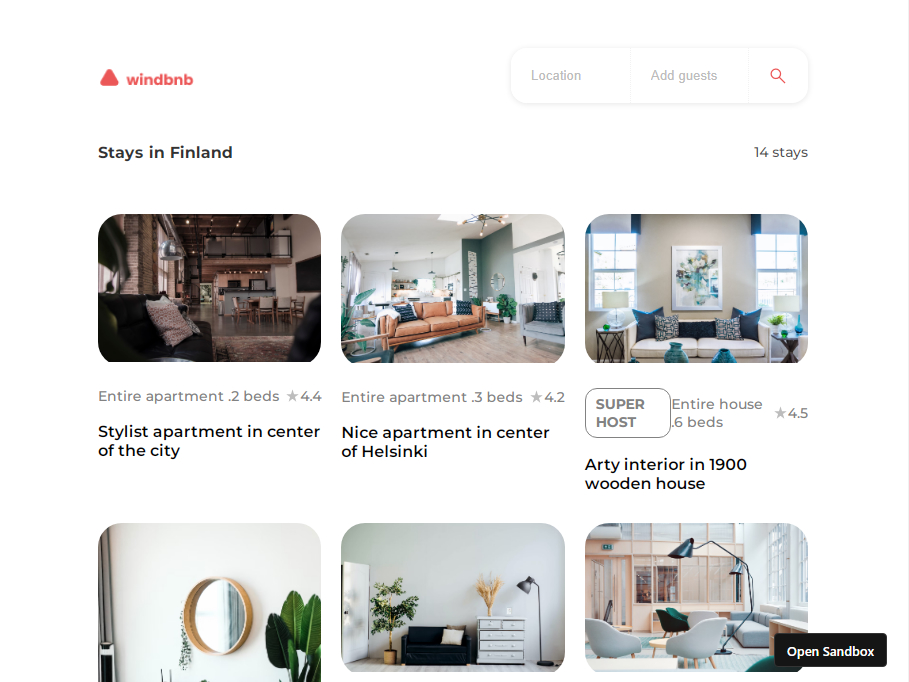 windbnb
Location
Add guests
Stays in Finland
14 stays
Entire apartment .2 beds ★4.4
Stylist apartment in center
of the city
Entire apartment .3 beds ★4.2
Nice apartment in center
of Helsinki
SUPER
HOST
Entire house
.6 beds
★4.5
Arty interior in 1900
wooden house
Open Sandbox